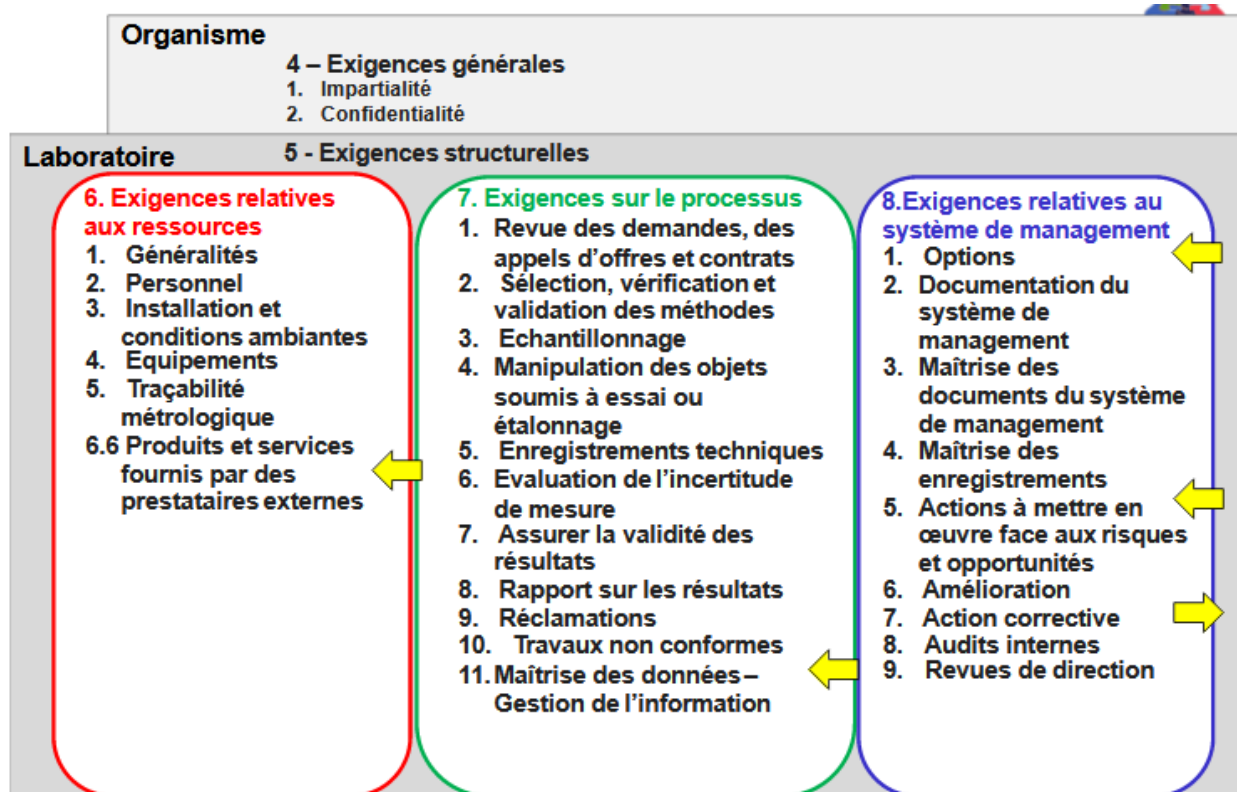 Organisme
4 – Exigences générales
1. Impartialité
2. Confidentialité
Laboratoire
5 - Exigences structurelles
6. Exigences relatives
aux ressources
1. Généralités
2. Personnel
3. Installation et
conditions ambiantes
4. Equipements
5. Traçabilité
métrologique
6.6 Produits et services
fournis par des
prestataires externes
7. Exigences sur le processus
1. Revue des demandes, des
appels d’offres et contrats
2. Sélection, vérification et
validation des méthodes
3. Echantillonnage
4. Manipulation des objets
soumis à essai ou
étalonnage
5. Enregistrements techniques
6. Evaluation de l’incertitude
de mesure
7. Assurer la validité des
résultats
8. Rapport sur les résultats
9. Réclamations
10. Travaux non conformes
11. Maîtrise des données –
Gestion de l’information
8.Exigences relatives au
système de management
1. Options
2. Documentation du
système de
management
3. Maîtrise des
documents du système
de management
4. Maîtrise des
enregistrements
5. Actions à mettre en
œuvre face aux risques
et opportunités
6. Amélioration
7. Action corrective
8. Audits internes
9. Revues de direction